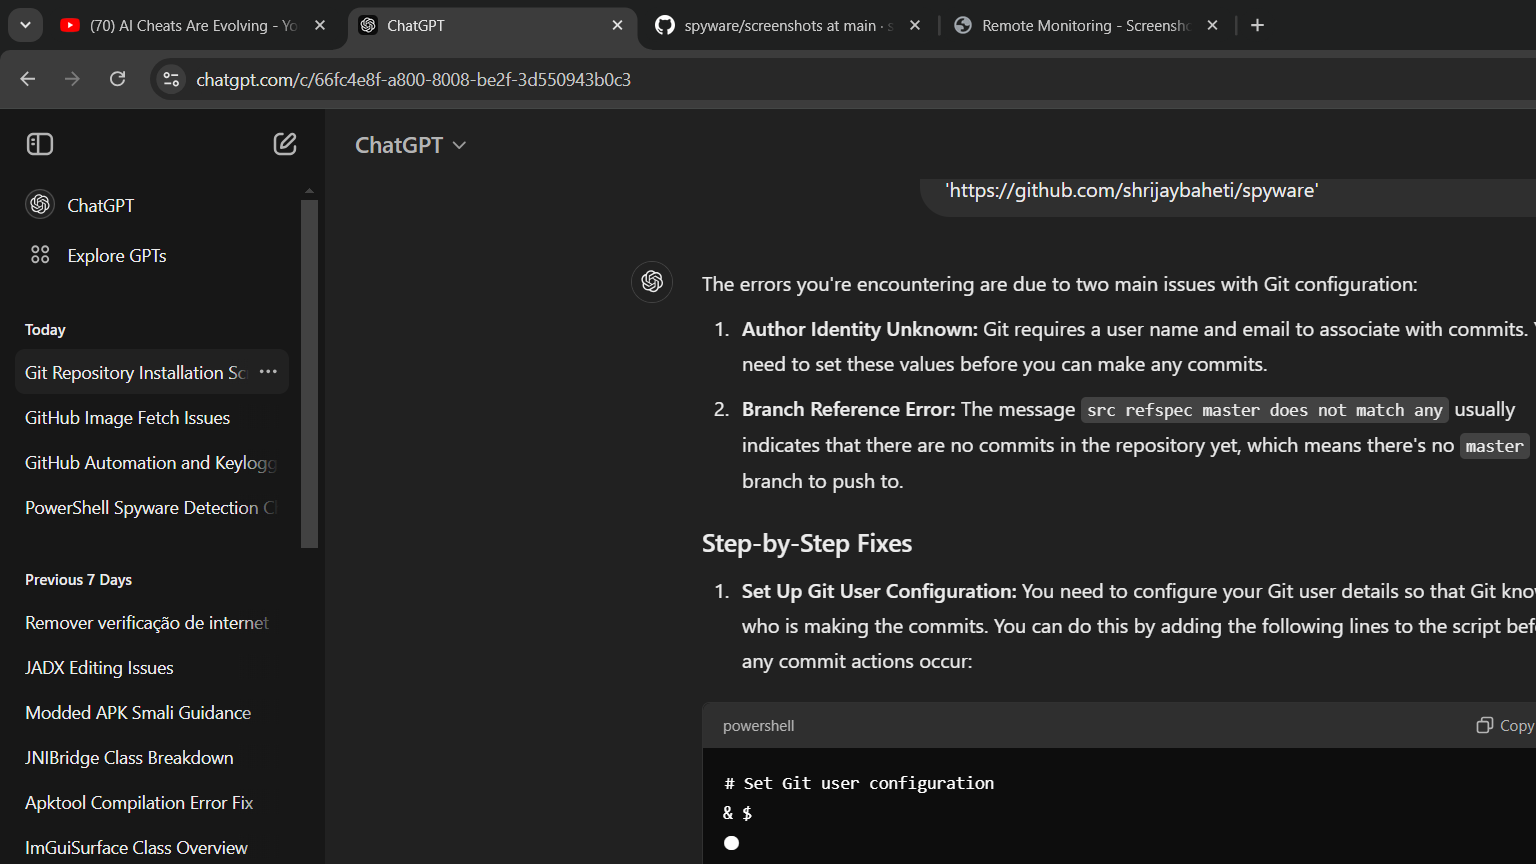 (70) AI Cheats Are Evolving - Yo
ChatGPT
spyware/screenshots at main · s
Remote Monitoring - Screensho
chatgpt.com/c/66fc4e8f-a800-8008-be2f-3d550943b0c3
ChatGPT
ChatGPT
Explore GPTs
Today
Git Repository Installation Sc
GitHub Image Fetch Issues
GitHub Automation and Keylogg
PowerShell Spyware Detection C
Previous 7 Days
Remover verificação de internet
JADX Editing Issues
Modded APK Smali Guidance
JNIBridge Class Breakdown
Apktool Compilation Error Fix
ImGuiSurface Class Overview
'https://github.com/shrijaybaheti/spyware'
The errors you're encountering are due to two main issues with Git configuration:
1. Author Identity Unknown: Git requires a user name and email to associate with commits. Y
need to set these values before you can make any commits.
2. Branch Reference Error: The message src refspec master does not match any usually
indicates that there are no commits in the repository yet, which means there's no master
branch to push to.
Step-by-Step Fixes
1. Set Up Git User Configuration: You need to configure your Git user details so that Git kno
who is making the commits. You can do this by adding the following lines to the script bef
any commit actions occur:
powershell
Copy
# Set Git user configuration
& $